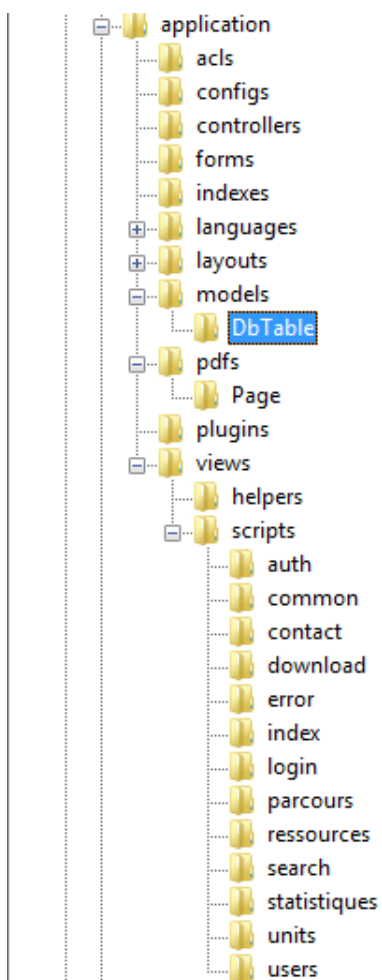 application
acls
configs
controllers
forms
indexes
languages
layouts
models
DbTable
pdfs
Page
plugins
views
helpers
scripts
auth
common
contact
download
error
index
login
parcours
ressources
search
statistiques
units
users